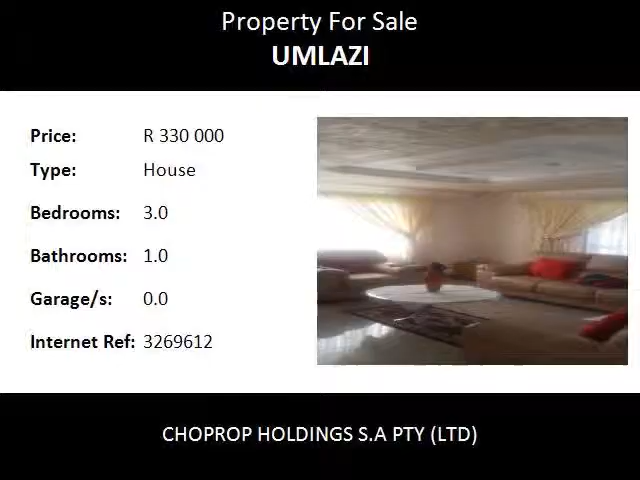 Property For Sale
UMLAZI
Price: R 330 000
Type: House
Bedrooms: 3.0
Bathrooms: 1.0
Garage/s: 0.0
Internet Ref: 3269612
CHOPROP HOLDINGS S.A PTY (LTD)